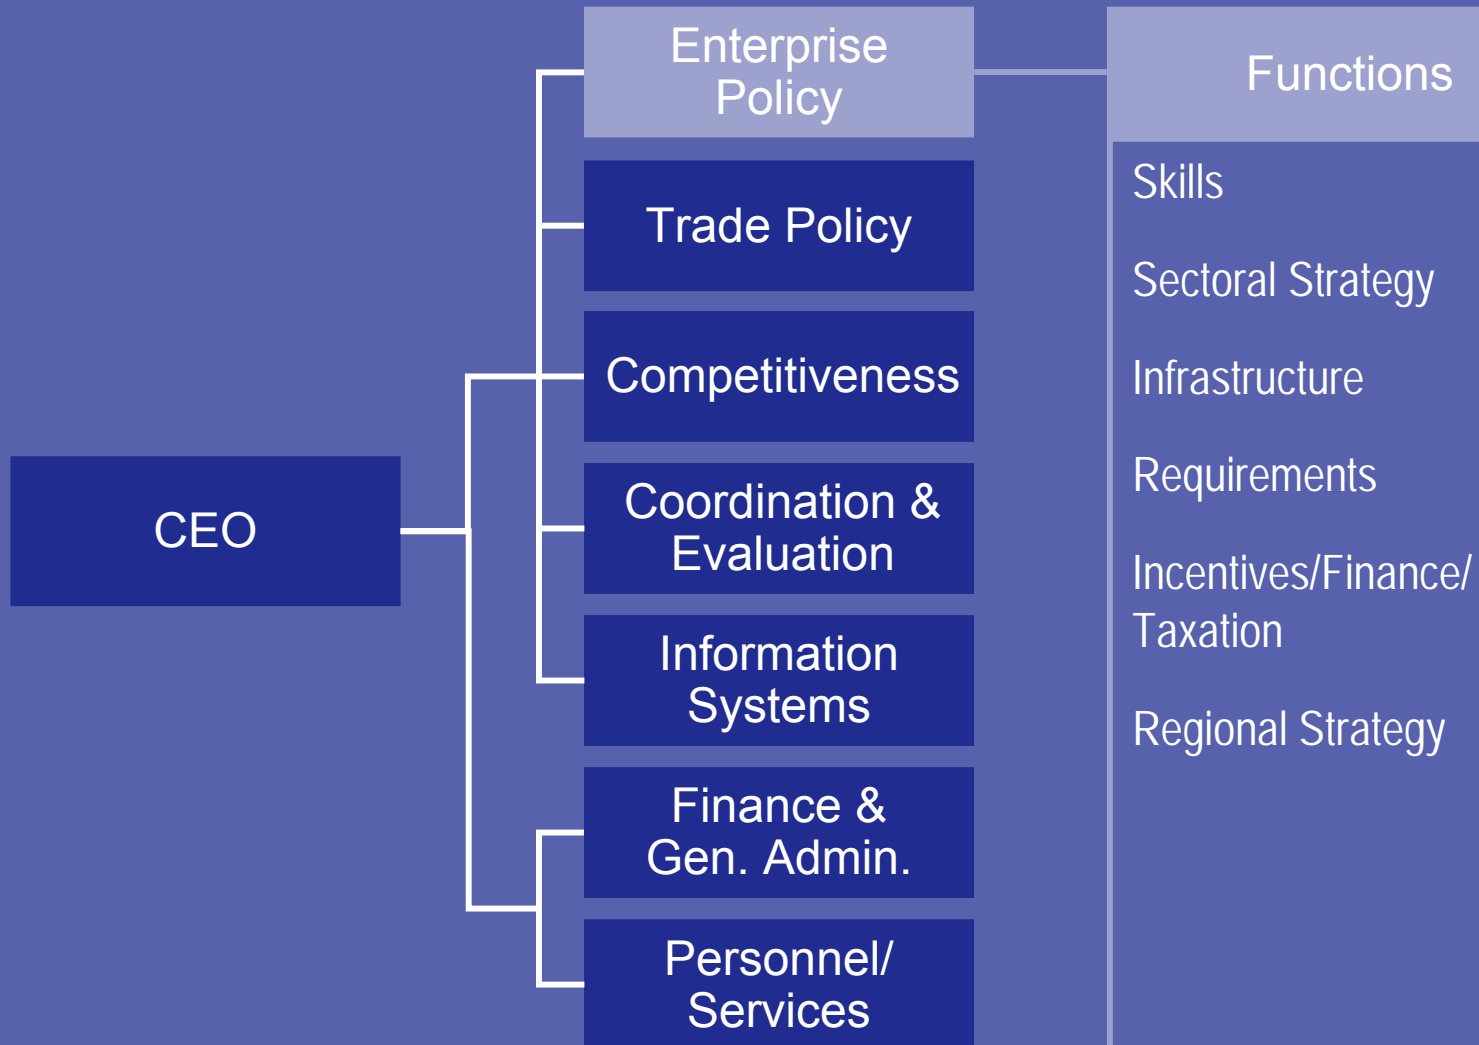 CEO
Enterprise
Policy
Trade Policy
Competitiveness
Coordination &
Evaluation
Information
Systems
Finance &
Gen. Admin.
Personnel/
Services
Functions
Skills
Sectoral Strategy
Infrastructure
Requirements
Incentives/Finance/
Taxation
Regional Strategy